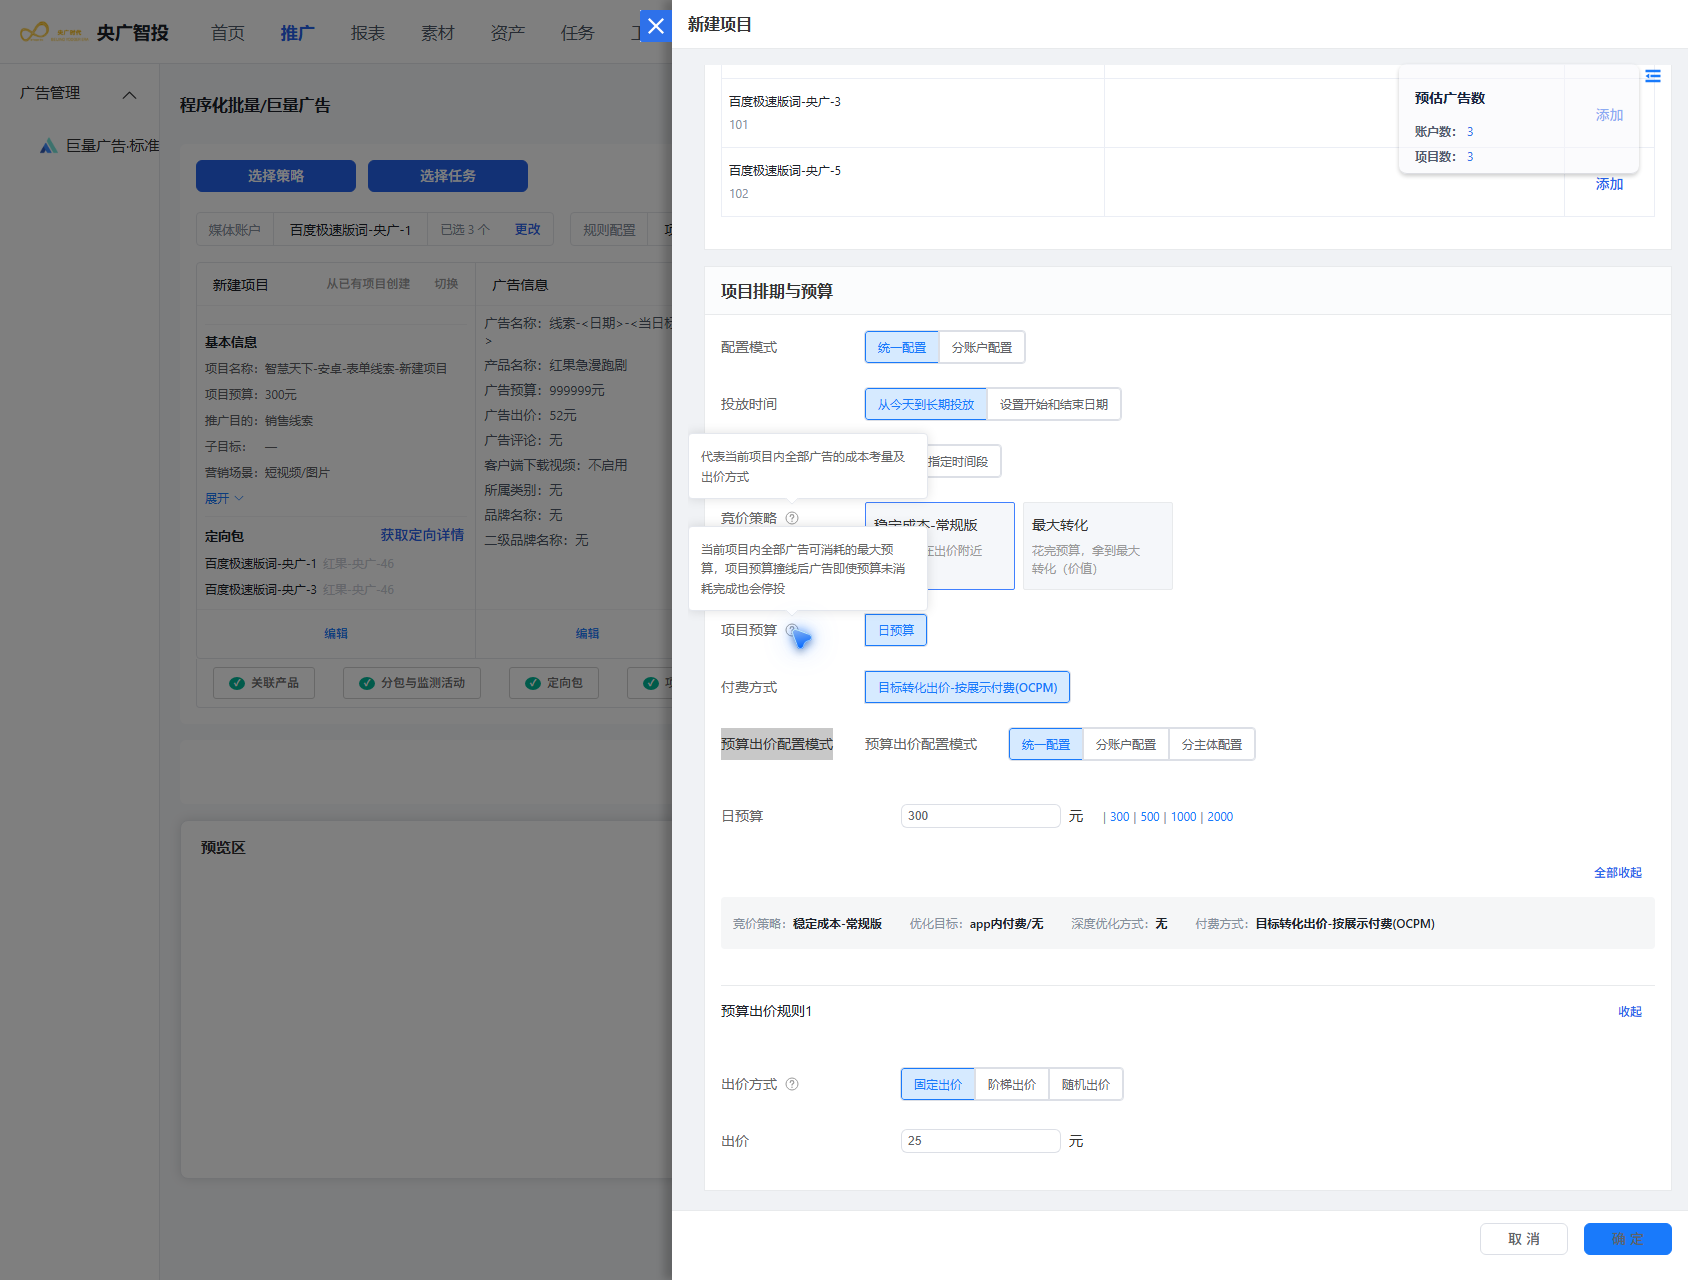 央广智投
首页
推广
报表
素材
资产
任务
新建项目
广告管理
巨量广告·标准
程序化批量/巨量广告
选择策略
选择任务
媒体账户
百度极速版词-央广-1
已选 3 个
更改
规则配置
新建项目
从已有项目创建
切换
广告信息
基本信息
项目名称：智慧天下-安卓-表单线索-新建项目
项目预算：300元
推广目的：销售线索
子目标： —
营销场景：短视频/图片
展开
定向包
获取定向详情
百度极速版词-央广-1 红果-央广-46
百度极速版词-央广-3 红果-央广-46
编辑
广告名称：线索-<日期>-<当日标
>
产品名称：红果急漫跑剧
广告预算：999999元
广告出价：52元
广告评论：无
客户端下载视频：不启用
所属类别：无
品牌名称：无
二级品牌名称：无
编辑
关联产品
分包与监测活动
定向包
预览区
百度极速版词-央广-3
101
添加
百度极速版词-央广-5
102
添加
预估广告数
账户数： 3
项目数： 3
项目排期与预算
配置模式
统一配置
分账户配置
投放时间
从今天到长期投放
设置开始和结束日期
代表当前项目内全部广告的成本考量及
出价方式
指定时间段
竞价策略
稳定成本-常规版
在出价附近
最大转化
花完预算，拿到最大
转化（价值）
当前项目内全部广告可消耗的最大预
算，项目预算撞线后广告即使预算未消
耗完成也会停投
项目预算
日预算
付费方式
目标转化出价-按展示付费(OCPM)
预算出价配置模式
预算出价配置模式
统一配置
分账户配置
分主体配置
日预算
300
元
| 300 | 500 | 1000 | 2000
全部收起
竞价策略：稳定成本-常规版
优化目标：app内付费/无
深度优化方式：无
付费方式：目标转化出价-按展示付费(OCPM)
预算出价规则1
收起
出价方式
固定出价
阶梯出价
随机出价
出价
25
元
取 消
确 定